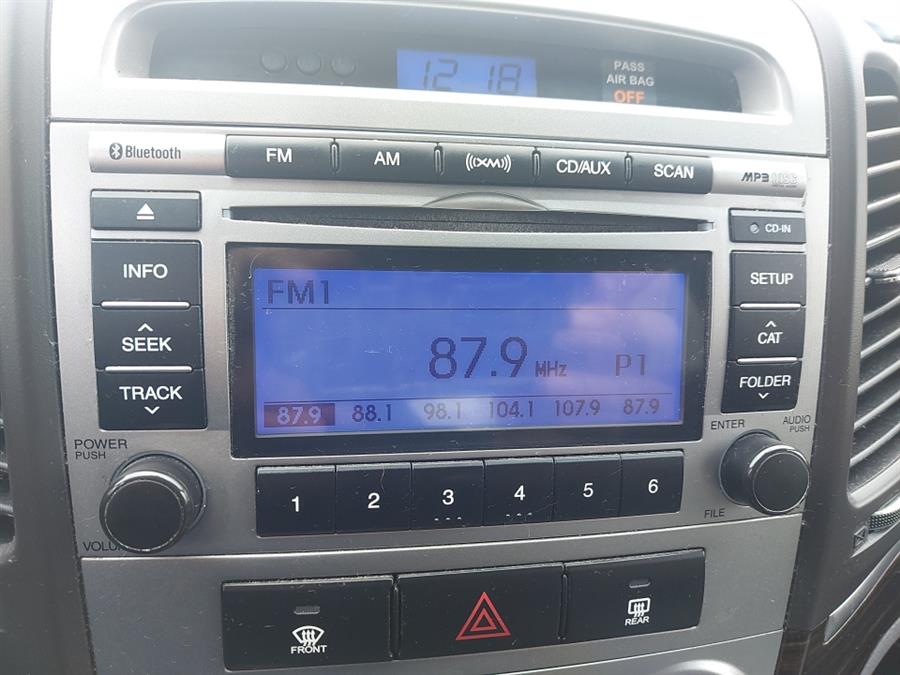 12 18
PASS
AIR BAG
OFF
Bluetooth
FM
AM
((XM))
CD/AUX
SCAN
MP3
CD-IN
INFO
SETUP
SEEK
CAT
TRACK
FOLDER
FM1
87.9 MHz P1
87.9 88.1 98.1 104.1 107.9 87.9
POWER
PUSH
ENTER
AUDIO
PUSH
1
2
3
4
5
6
FILE
FRONT
REAR